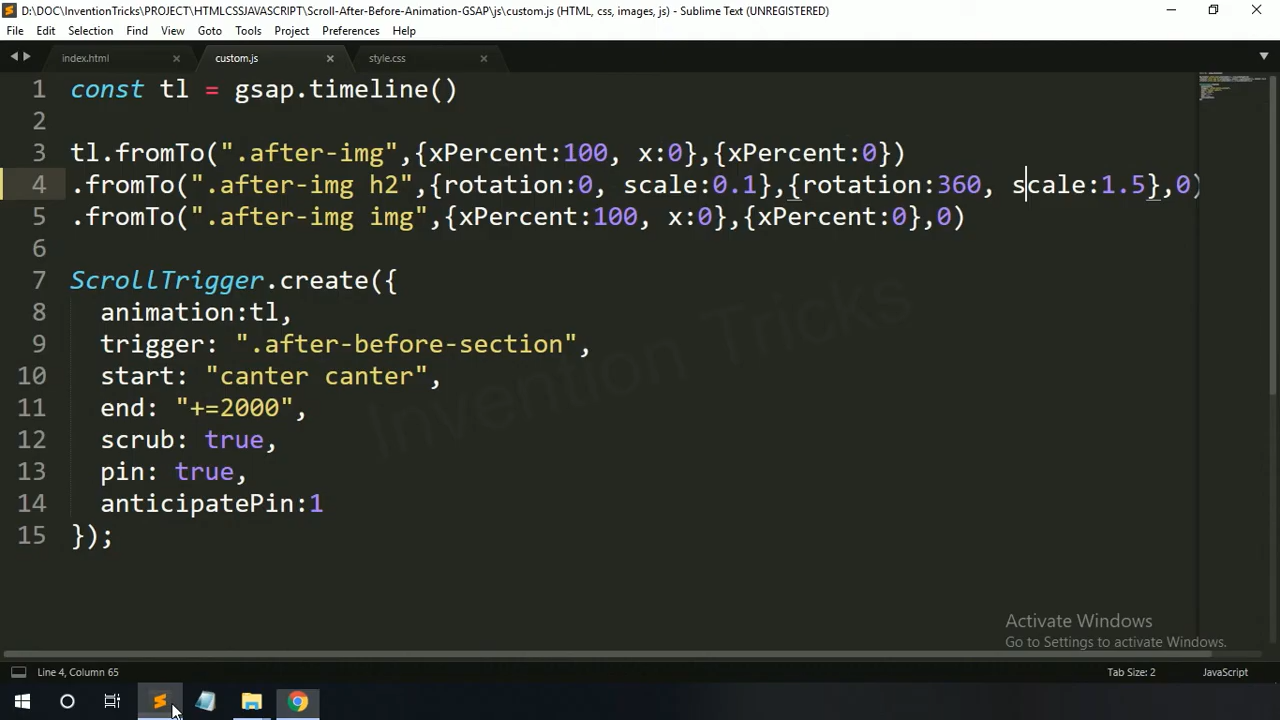 D:\DOC\InventionTricks\PROJECT\HTMLCSSJAVASCRIPT\Scroll-After-Before-Animation-GSAP\js\custom.js (HTML, css, images, js) - Sublime Text (UNREGISTERED)
File Edit Selection Find View Goto Tools Project Preferences Help
index.html custom.js style.css
1 const tl = gsap.timeline()
2
3 tl.fromTo(".after-img",{xPercent:100, x:0},{xPercent:0})
4 .fromTo(".after-img h2",{rotation:0, scale:0.1},{rotation:360, scale:1.5},0)
5 .fromTo(".after-img img",{xPercent:100, x:0},{xPercent:0},0)
6
7 ScrollTrigger.create({
8 animation:tl,
9 trigger: ".after-before-section",
10 start: "canter canter",
11 end: "+=2000",
12 scrub: true,
13 pin: true,
14 anticipatePin:1
15 });
Invention Tricks
Activate Windows
Go to Settings to activate Windows.
Line 4, Column 65 Tab Size: 2 JavaScript